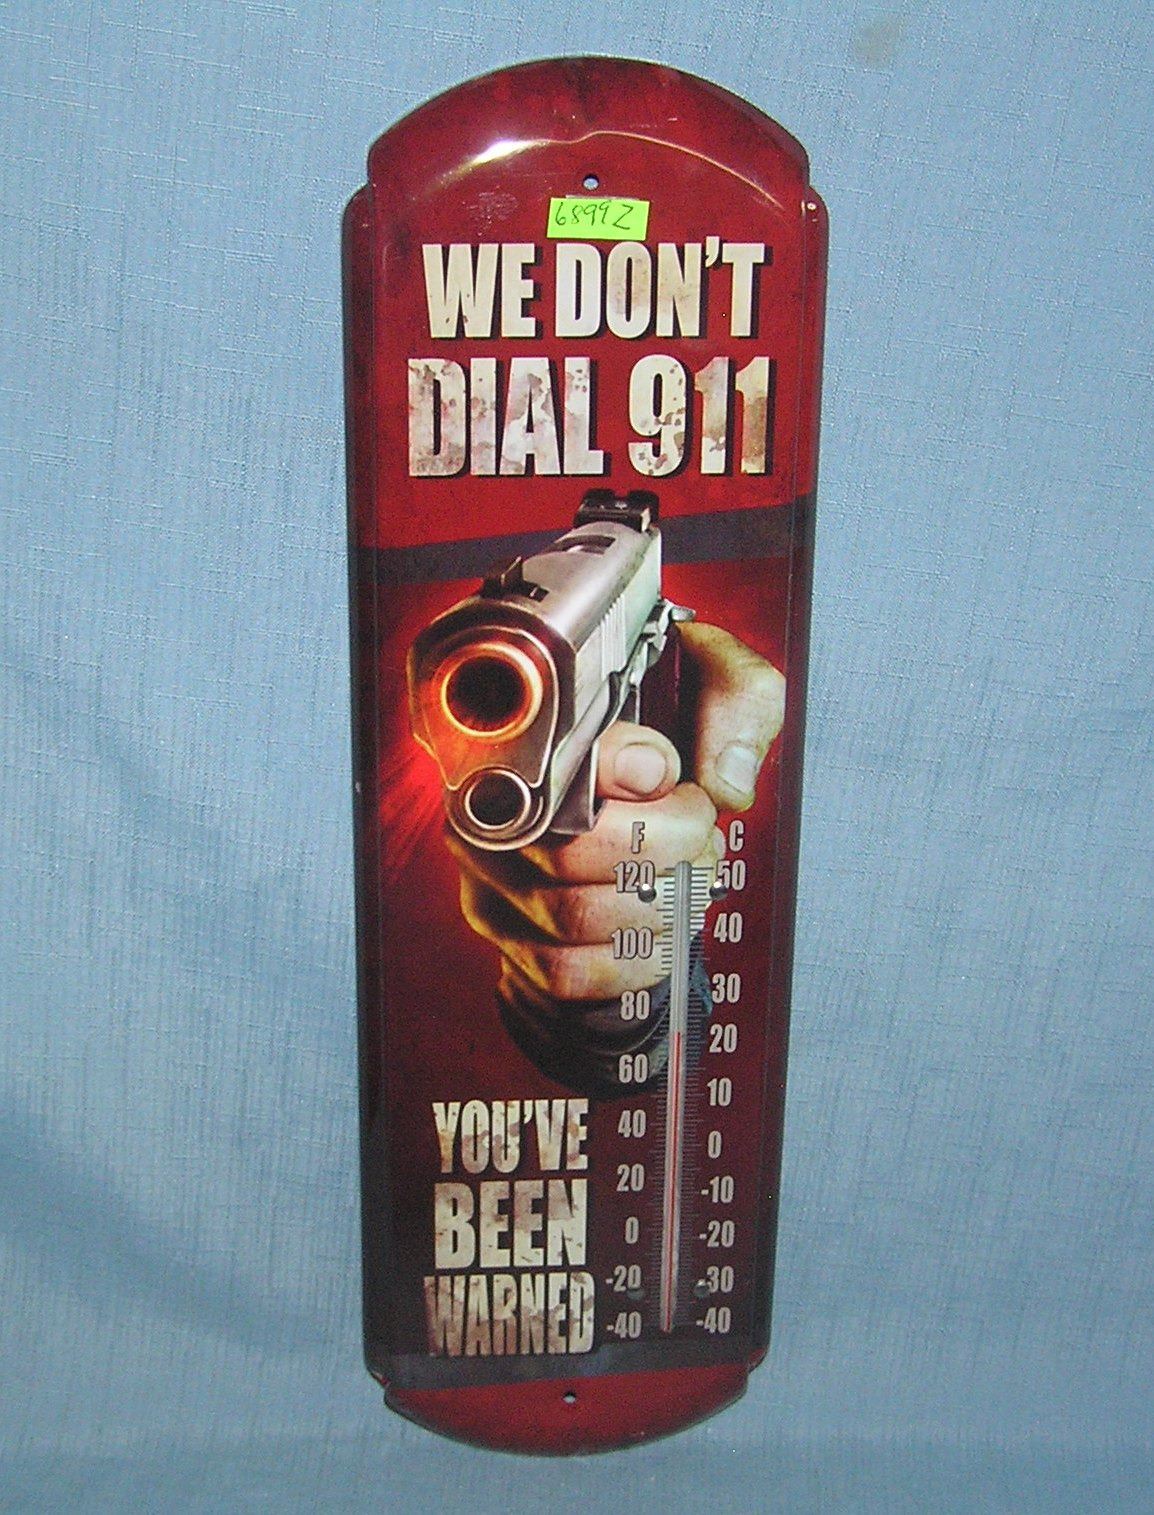 6899Z
WE DON'T
DIAL 911
F C
120 50
100 40
80 30
60 20
40 10
20 0
0 -10
-20 -20
-40 -30
-40
YOU'VE
BEEN
WARNED